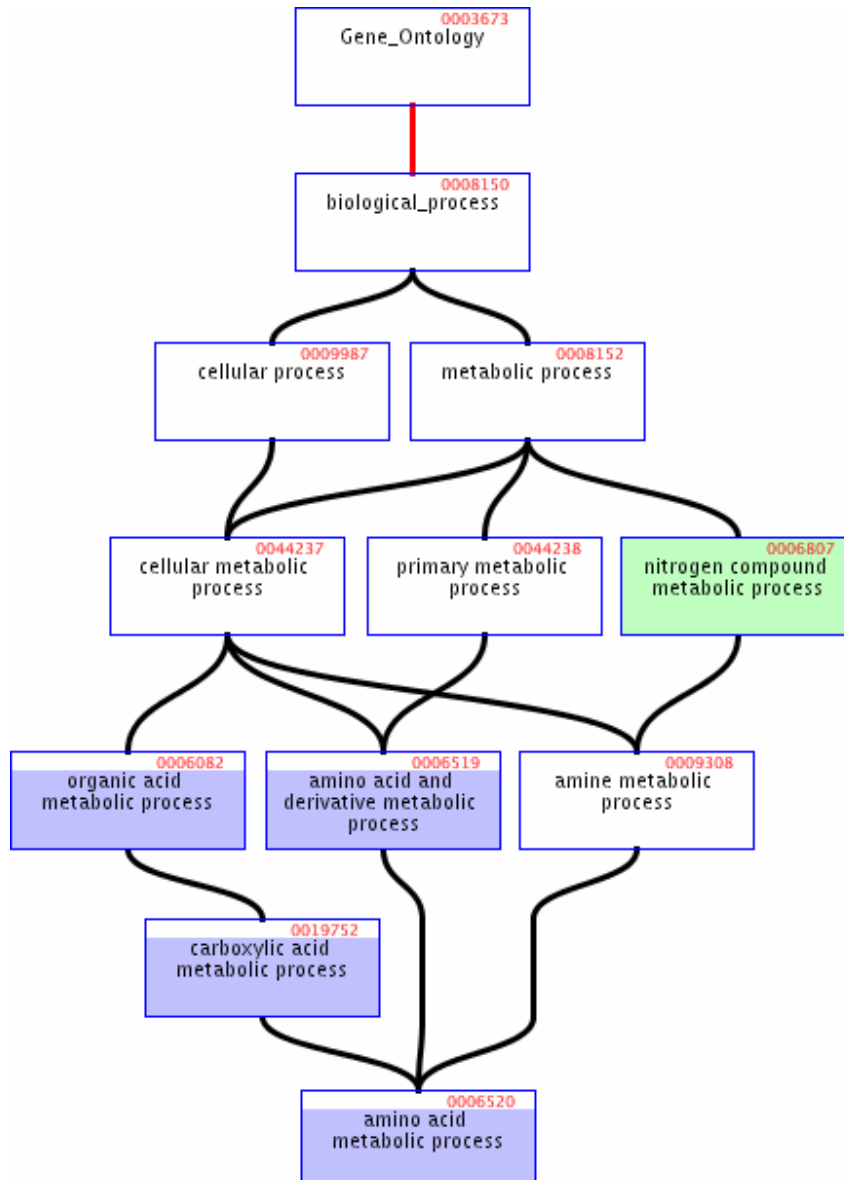 0003673
Gene_Ontology
0008150
biological_process
0009987
cellular process
0008152
metabolic process
0044237
cellular metabolic
process
0044238
primary metabolic
process
0006807
nitrogen compound
metabolic process
0006082
organic acid
metabolic process
0006519
amino acid and
derivative metabolic
process
0009308
amine metabolic
process
0019752
carboxylic acid
metabolic process
0006520
amino acid
metabolic process